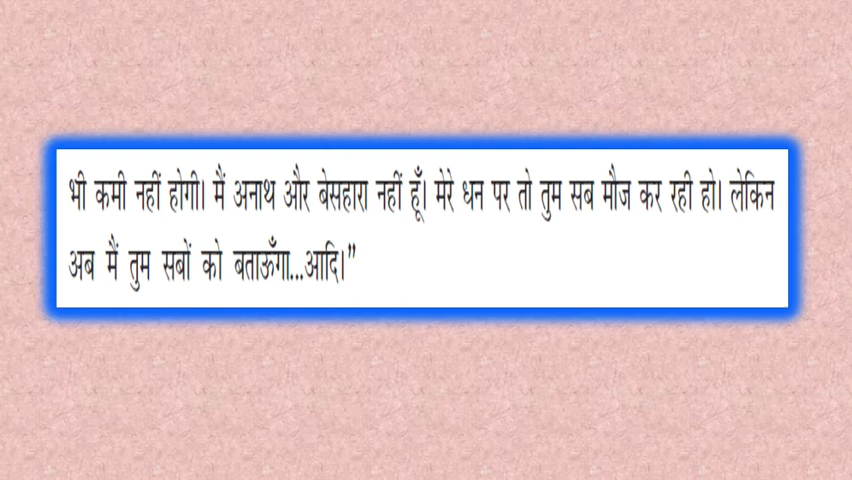 भी कमी नहीं होगी। मैं अनाथ और बेसहारा नहीं हूँ। मेरे धन पर तो तुम सब मौज कर रही हो। लेकिन
अब मैं तुम सबों को बताऊँगा...आदि।”